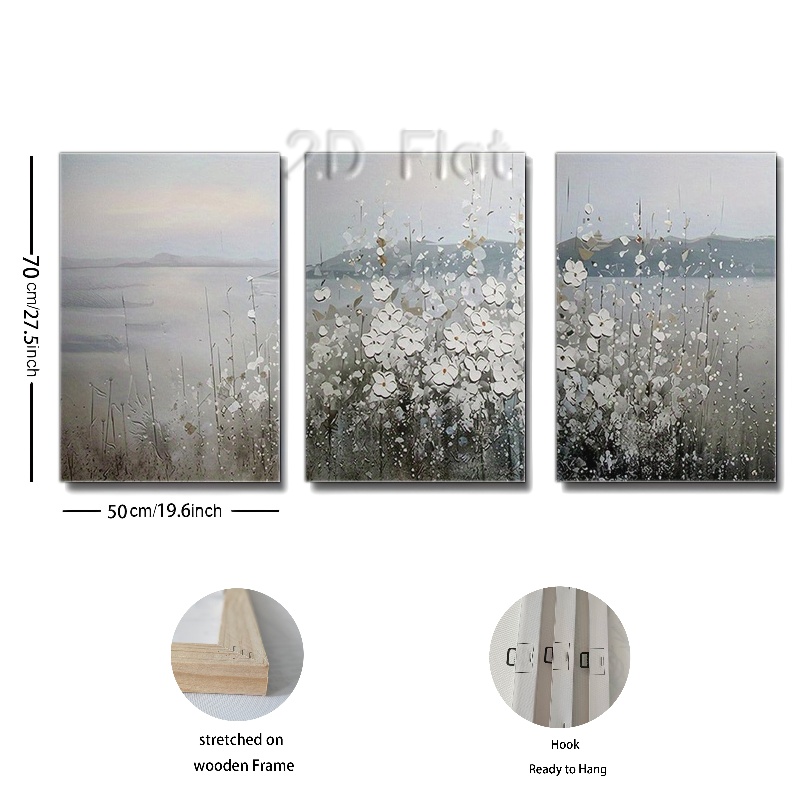 2D Flat
70 cm/27.5inch
50cm/19.6inch
stretched on
wooden Frame
Hook
Ready to Hang